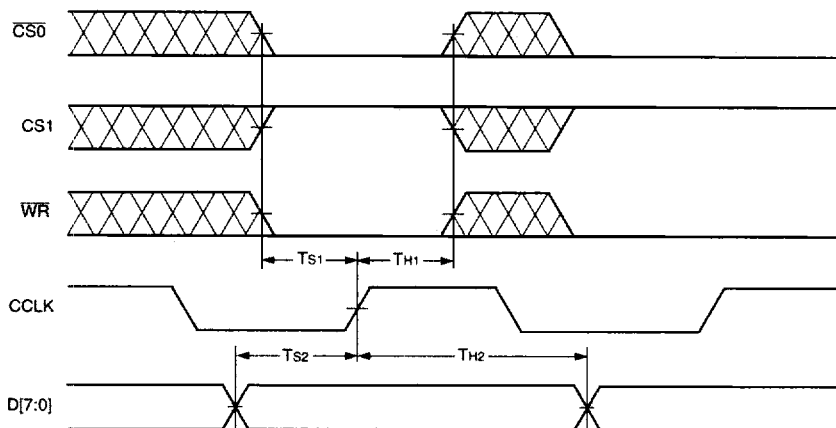 CS0
CS1
WR
TS1 TH1
CCLK
TS2 TH2
D[7:0]